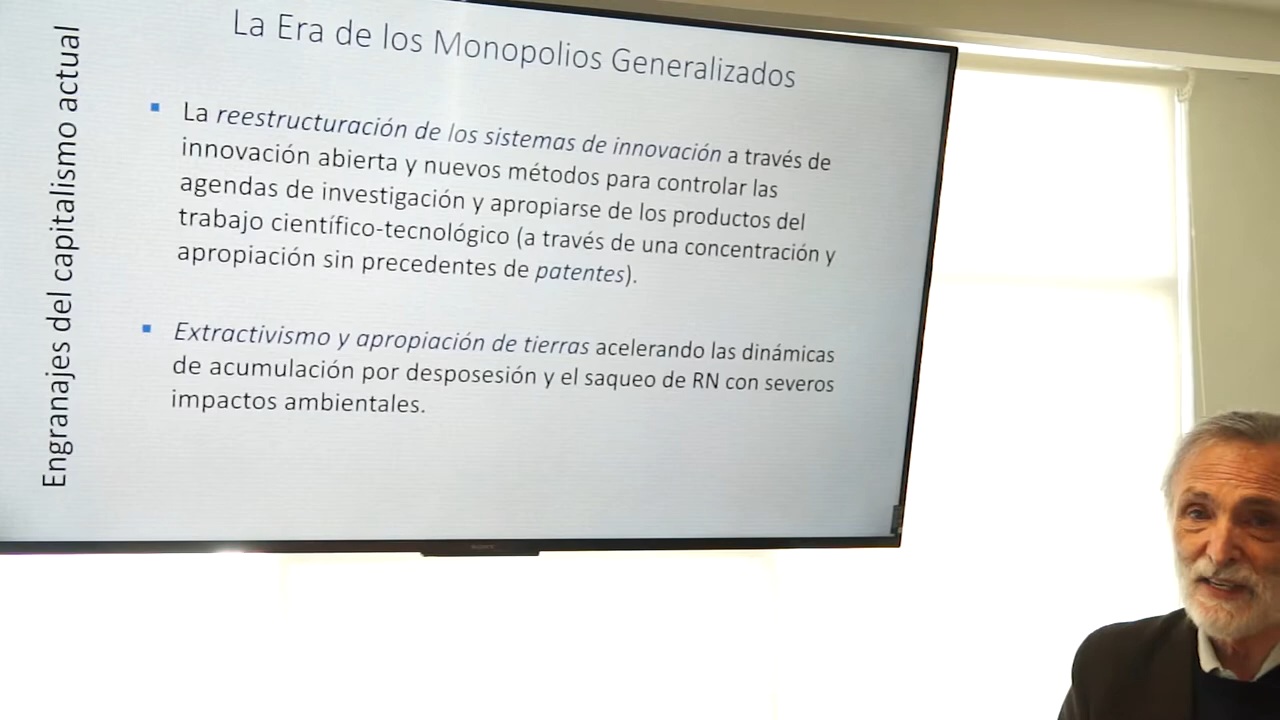 La Era de los Monopolios Generalizados
Engranajes del capitalismo actual
La reestructuración de los sistemas de innovación a través de
innovación abierta y nuevos métodos para controlar las
agendas de investigación y apropiarse de los productos del
trabajo científico-tecnológico (a través de una concentración y
apropiación sin precedentes de patentes).
Extractivismo y apropiación de tierras acelerando las dinámicas
de acumulación por desposesión y el saqueo de RN con severos
impactos ambientales.
SONY